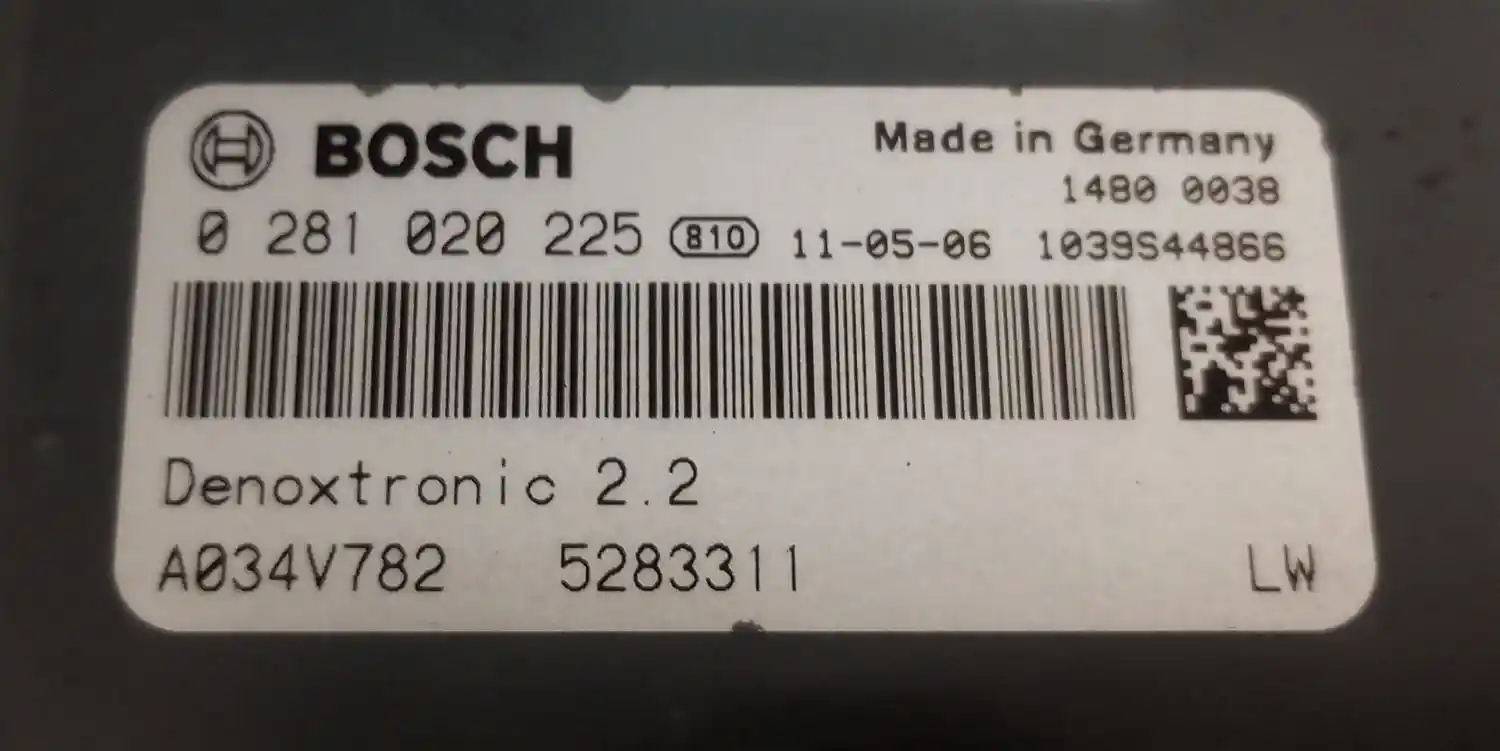 BOSCH Made in Germany
1480 0038
0 281 020 225 810 11-05-06 1039S44866
Denoxtronic 2.2
A034V782 5283311 LW